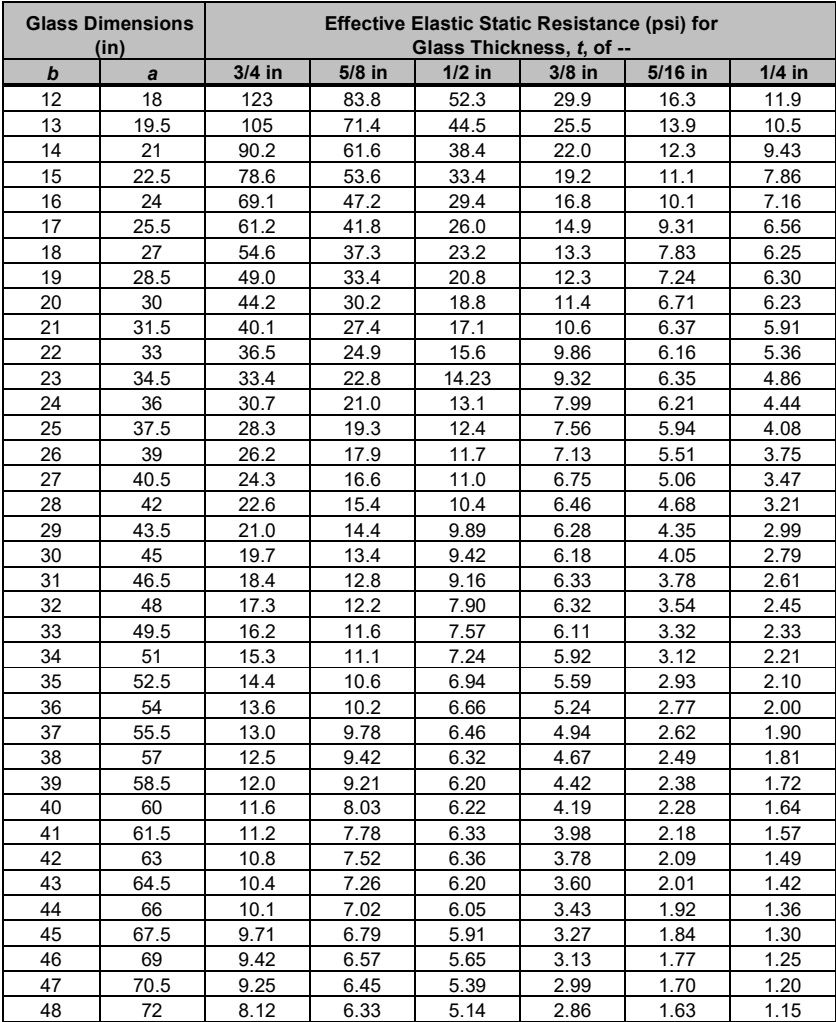 Glass Dimensions (in) Effective Elastic Static Resistance (psi) for Glass Thickness, t, of --
b a 3/4 in 5/8 in 1/2 in 3/8 in 5/16 in 1/4 in
12 18 123 83.8 52.3 29.9 16.3 11.9
13 19.5 105 71.4 44.5 25.5 13.9 10.5
14 21 90.2 61.6 38.4 22.0 12.3 9.43
15 22.5 78.6 53.6 33.4 19.2 11.1 7.86
16 24 69.1 47.2 29.4 16.8 10.1 7.16
17 25.5 61.2 41.8 26.0 14.9 9.31 6.56
18 27 54.6 37.3 23.2 13.3 7.83 6.25
19 28.5 49.0 33.4 20.8 12.3 7.24 6.30
20 30 44.2 30.2 18.8 11.4 6.71 6.23
21 31.5 40.1 27.4 17.1 10.6 6.37 5.91
22 33 36.5 24.9 15.6 9.86 6.16 5.36
23 34.5 33.4 22.8 14.23 9.32 6.35 4.86
24 36 30.7 21.0 13.1 7.99 6.21 4.44
25 37.5 28.3 19.3 12.4 7.56 5.94 4.08
26 39 26.2 17.9 11.7 7.13 5.51 3.75
27 40.5 24.3 16.6 11.0 6.75 5.06 3.47
28 42 22.6 15.4 10.4 6.46 4.68 3.21
29 43.5 21.0 14.4 9.89 6.28 4.35 2.99
30 45 19.7 13.4 9.42 6.18 4.05 2.79
31 46.5 18.4 12.8 9.16 6.33 3.78 2.61
32 48 17.3 12.2 7.90 6.32 3.54 2.45
33 49.5 16.2 11.6 7.57 6.11 3.32 2.33
34 51 15.3 11.1 7.24 5.92 3.12 2.21
35 52.5 14.4 10.6 6.94 5.59 2.93 2.10
36 54 13.6 10.2 6.66 5.24 2.77 2.00
37 55.5 13.0 9.78 6.46 4.94 2.62 1.90
38 57 12.5 9.42 6.32 4.67 2.49 1.81
39 58.5 12.0 9.21 6.20 4.42 2.38 1.72
40 60 11.6 8.03 6.22 4.19 2.28 1.64
41 61.5 11.2 7.78 6.33 3.98 2.18 1.57
42 63 10.8 7.52 6.36 3.78 2.09 1.49
43 64.5 10.4 7.26 6.20 3.60 2.01 1.42
44 66 10.1 7.02 6.05 3.43 1.92 1.36
45 67.5 9.71 6.79 5.91 3.27 1.84 1.30
46 69 9.42 6.57 5.65 3.13 1.77 1.25
47 70.5 9.25 6.45 5.39 2.99 1.70 1.20
48 72 8.12 6.33 5.14 2.86 1.63 1.15